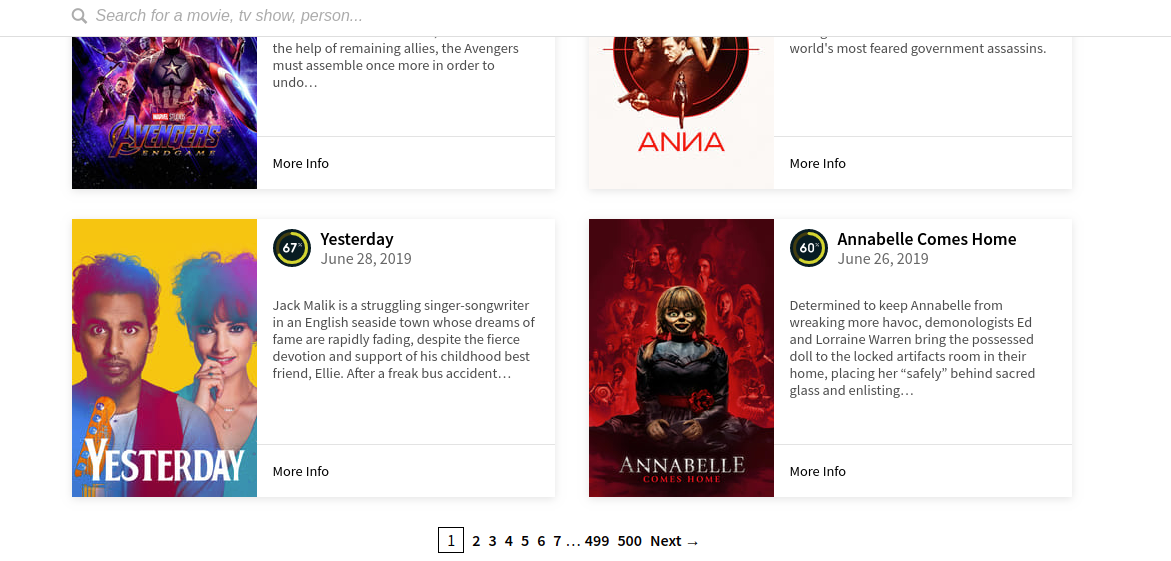 Search for a movie, tv show, person...
the help of remaining allies, the Avengers
must assemble once more in order to
undo…
MARVEL STUDIOS
AVENGERS
ENDGAME
More Info
world's most feared government assassins.
ANИA
More Info
67%
Yesterday
June 28, 2019
Jack Malik is a struggling singer-songwriter
in an English seaside town whose dreams of
fame are rapidly fading, despite the fierce
devotion and support of his childhood best
friend, Ellie. After a freak bus accident…
YESTERDAY
More Info
60%
Annabelle Comes Home
June 26, 2019
Determined to keep Annabelle from
wreaking more havoc, demonologists Ed
and Lorraine Warren bring the possessed
doll to the locked artifacts room in their
home, placing her “safely” behind sacred
glass and enlisting…
ANNABELLE
COMES HOME
More Info
1 2 3 4 5 6 7 … 499 500 Next →